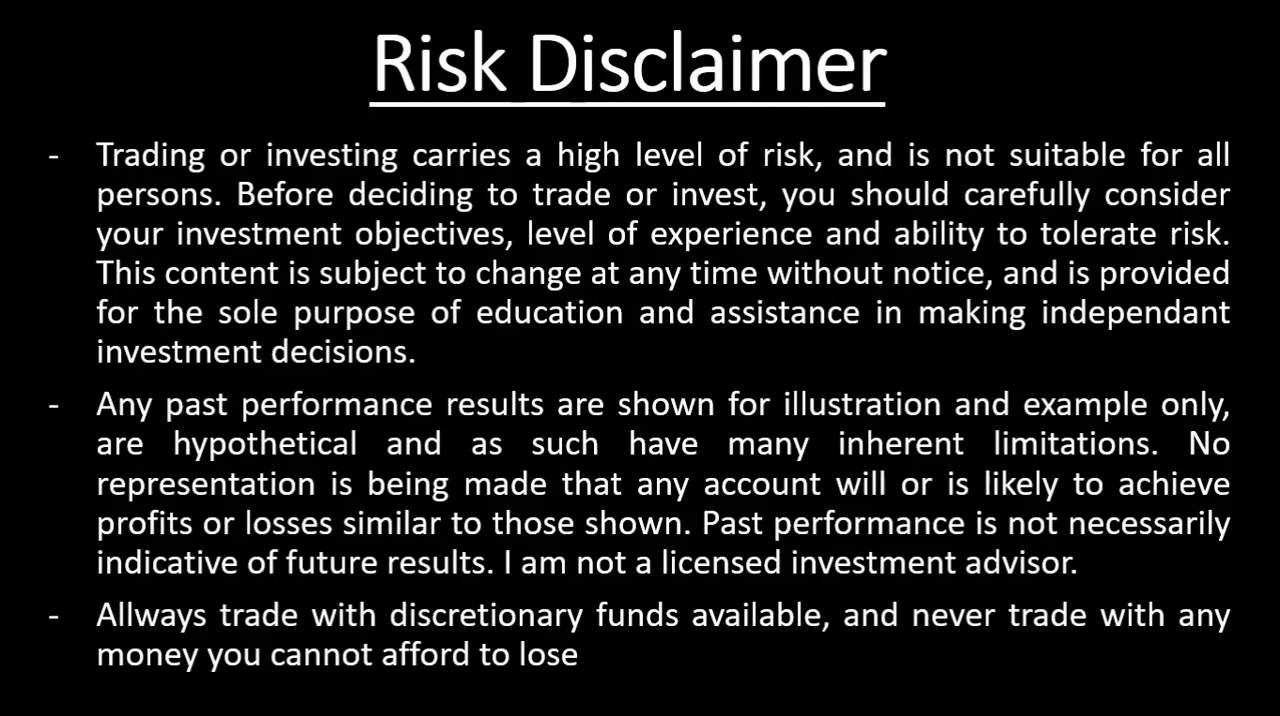 Risk Disclaimer
- Trading or investing carries a high level of risk, and is not suitable for all
persons. Before deciding to trade or invest, you should carefully consider
your investment objectives, level of experience and ability to tolerate risk.
This content is subject to change at any time without notice, and is provided
for the sole purpose of education and assistance in making independant
investment decisions.
- Any past performance results are shown for illustration and example only,
are hypothetical and as such have many inherent limitations. No
representation is being made that any account will or is likely to achieve
profits or losses similar to those shown. Past performance is not necessarily
indicative of future results. I am not a licensed investment advisor.
- Allways trade with discretionary funds available, and never trade with any
money you cannot afford to lose